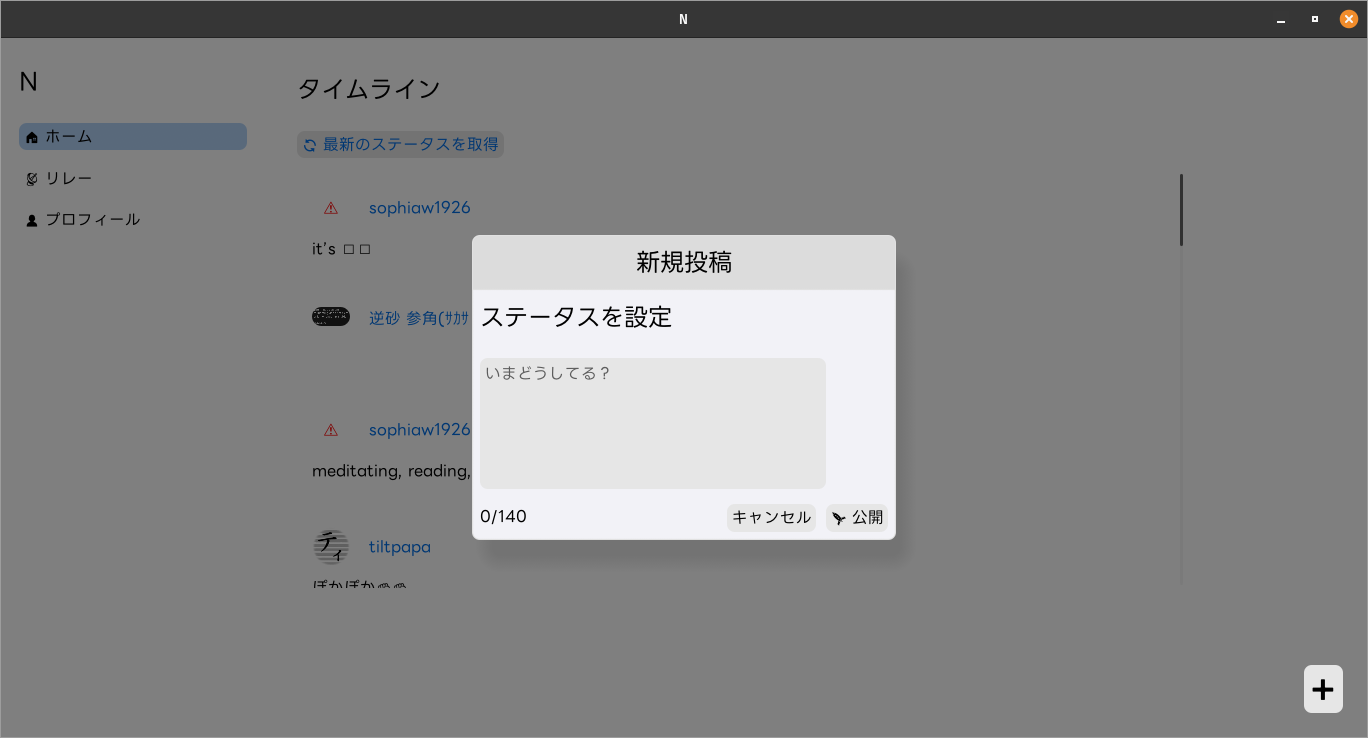 N
N
ホーム
リレー
プロフィール
タイムライン
最新のステータスを取得
sophiaw1926
it's
逆砂 参角(ｻｶｻ
sophiaw1926
meditating, reading,
ティ
tiltpapa
ぽかぽか
新規投稿
ステータスを設定
いまどうしてる？
0/140
キャンセル
公開